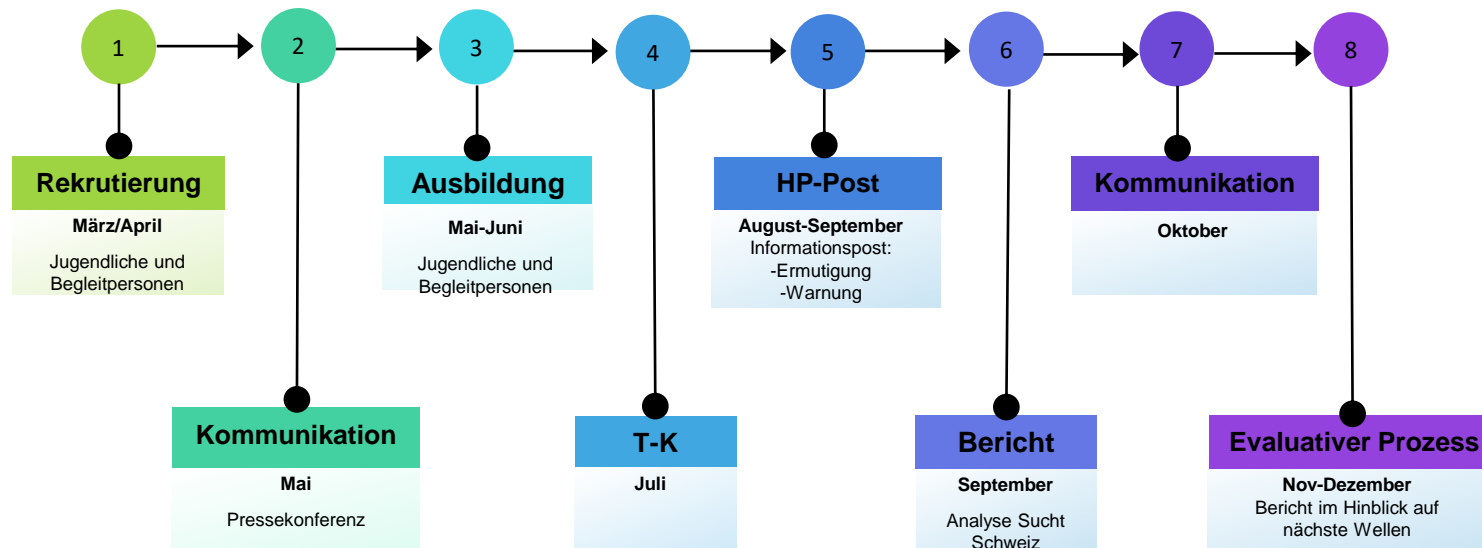 1
2
3
4
5
6
7
8
Rekrutierung
März/April
Jugendliche und
Begleitpersonen
Kommunikation
Mai
Pressekonferenz
Ausbildung
Mai-Juni
Jugendliche und
Begleitpersonen
T-K
Juli
HP-Post
August-September
Informationspost:
-Ermutigung
-Warnung
Bericht
September
Analyse Sucht
Schweiz
Kommunikation
Oktober
Evaluativer Prozess
Nov-Dezember
Bericht im Hinblick auf
nächste Wellen